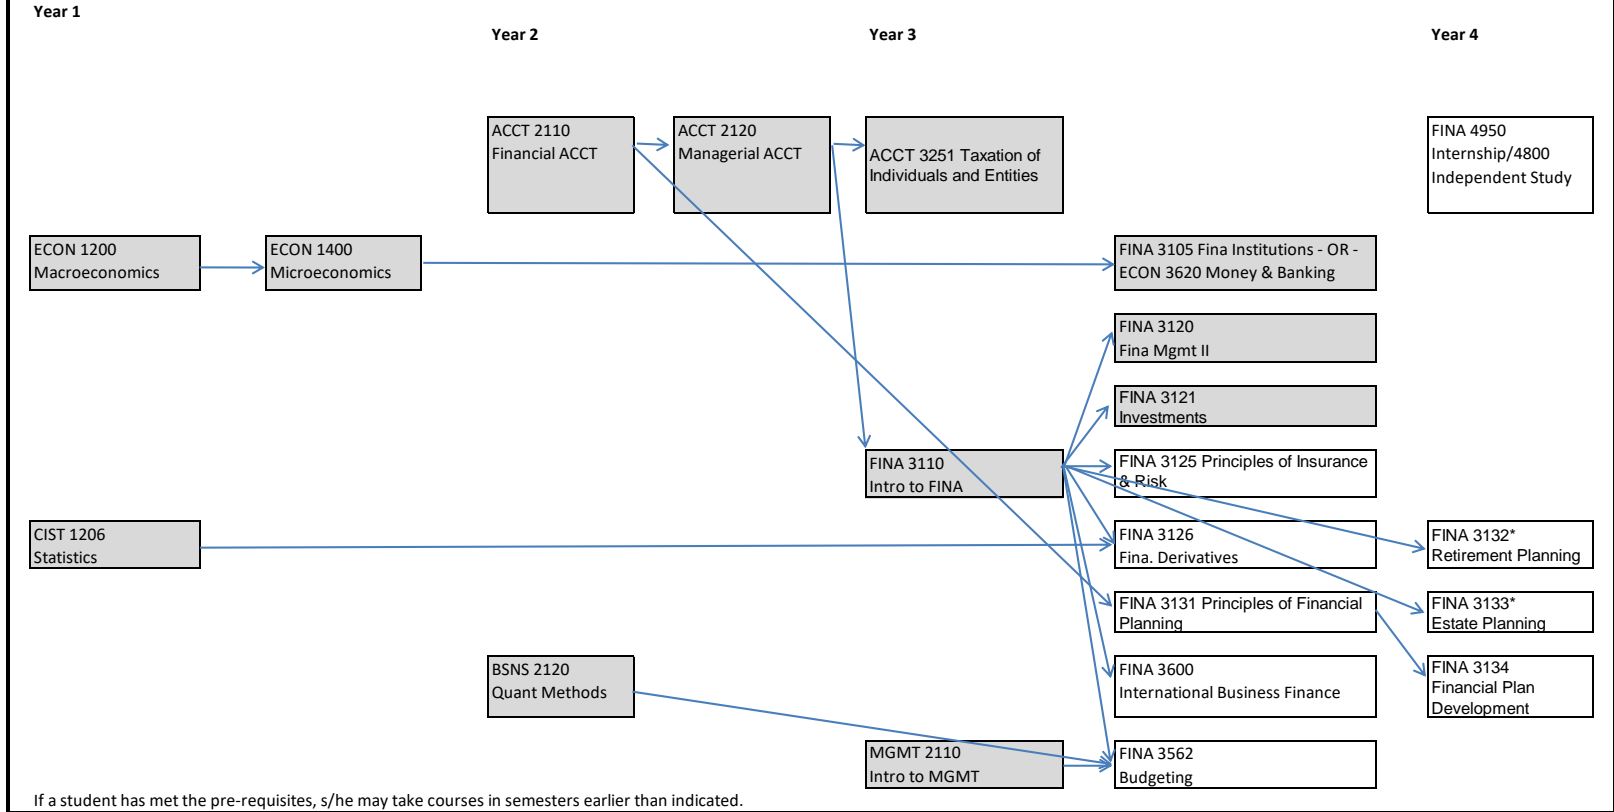 Year 1
Year 2
Year 3
Year 4
ACCT 2110
Financial ACCT
ACCT 2120
Managerial ACCT
ACCT 3251 Taxation of
Individuals and Entities
FINA 4950
Internship/4800
Independent Study
ECON 1200
Macroeconomics
ECON 1400
Microeconomics
FINA 3105 Fina Institutions - OR -
ECON 3620 Money & Banking
FINA 3120
Fina Mgmt II
FINA 3121
Investments
FINA 3110
Intro to FINA
FINA 3125 Principles of Insurance
& Risk
CIST 1206
Statistics
FINA 3126
Fina. Derivatives
FINA 3132*
Retirement Planning
FINA 3131 Principles of Financial
Planning
FINA 3133*
Estate Planning
BSNS 2120
Quant Methods
FINA 3600
International Business Finance
FINA 3134
Financial Plan
Development
MGMT 2110
Intro to MGMT
FINA 3562
Budgeting
If a student has met the pre-requisites, s/he may take courses in semesters earlier than indicated.